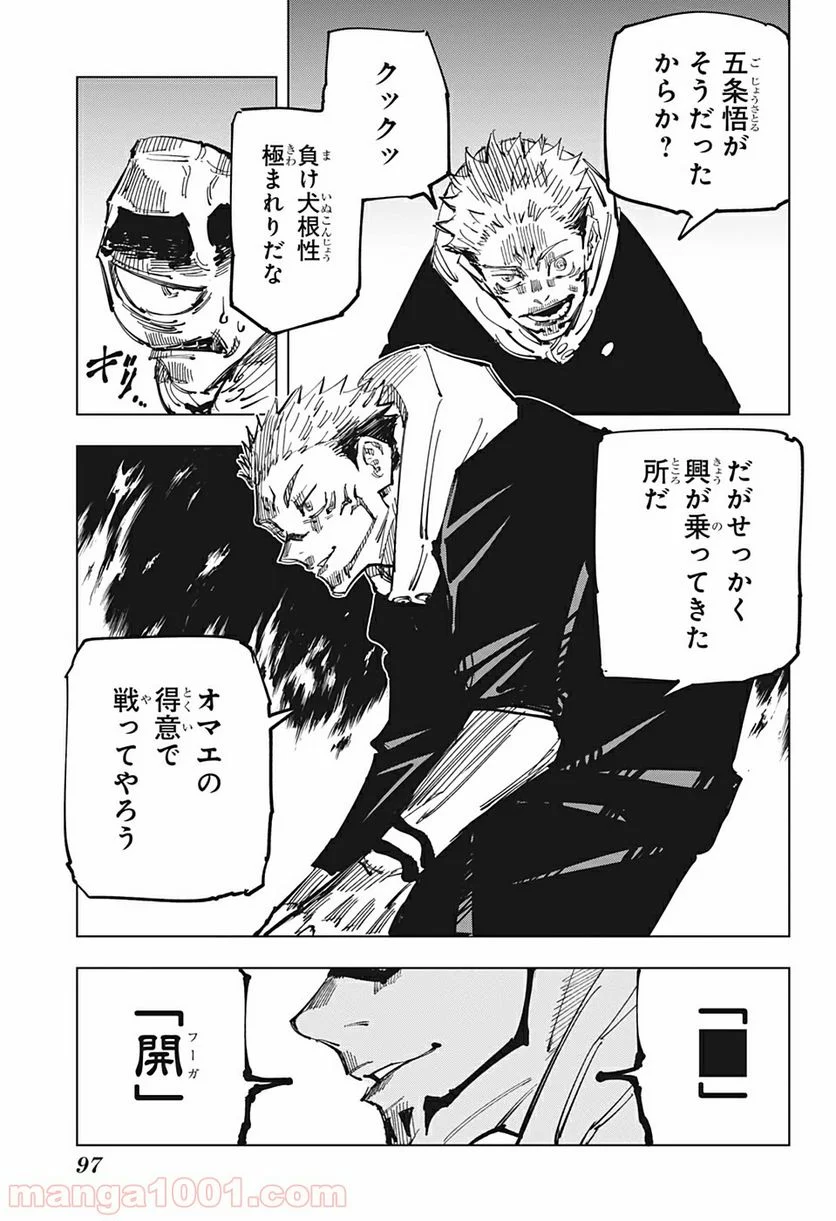 五条悟が
そうだった
からか？
クックッ
負け犬根性
極まれりだな
ギリ…
だがせっかく
興が乗ってきた
所だ
オマエの
得意で
戦ってやろう
「■」
「開」
フーガ
97
manga1001.com